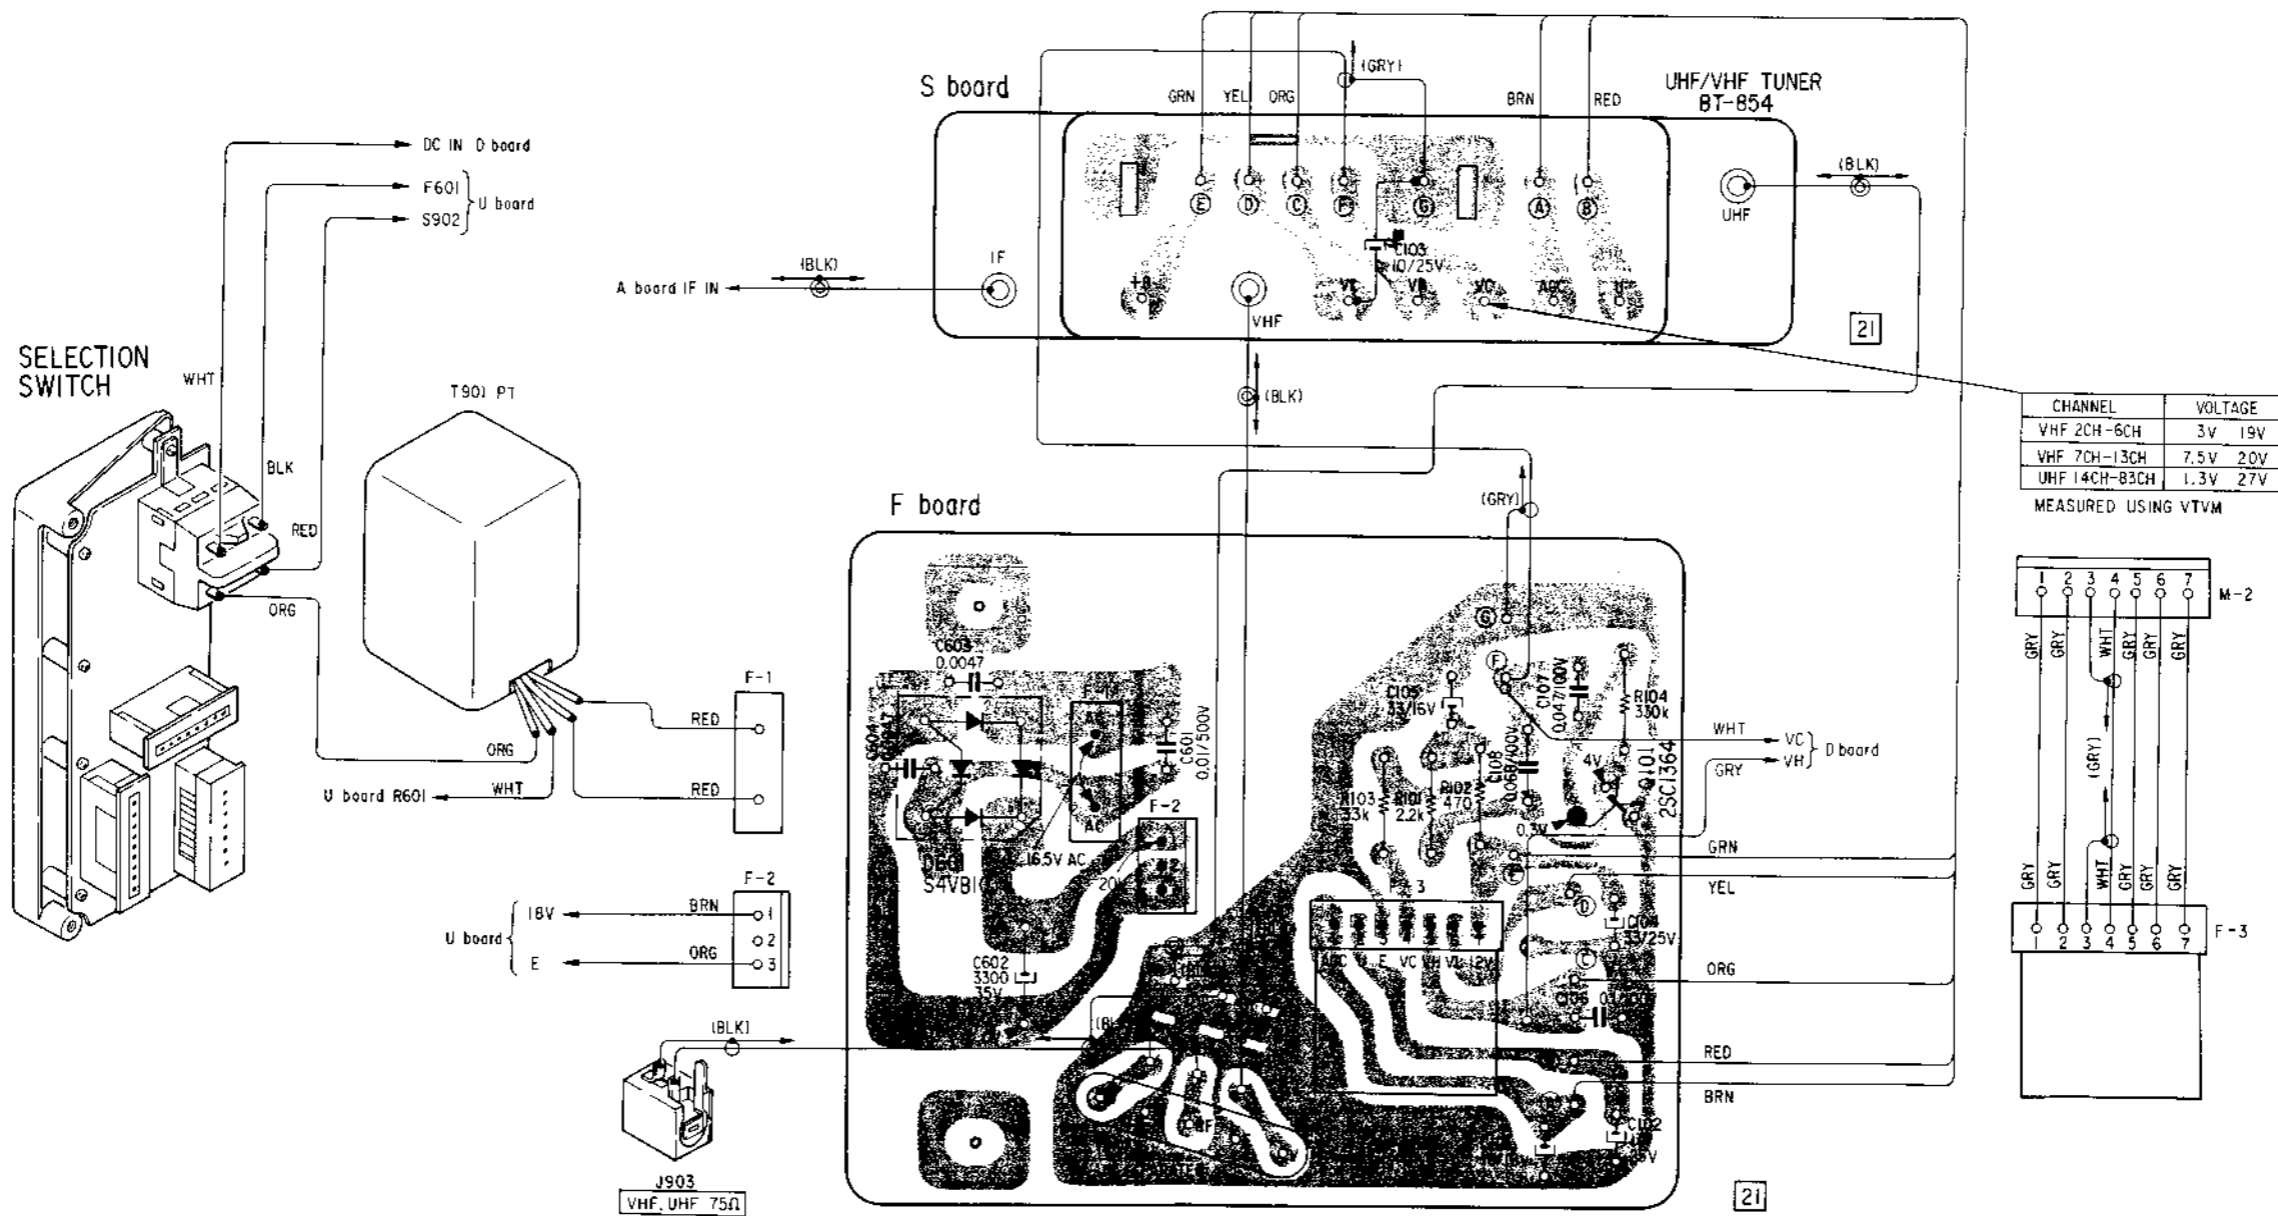 S board
UHF/VHF TUNER
BT-854
GRN
YEL
ORG
(GRY)
BRN
RED
E
D
C
F
G
A
B
UHF
(BLK)
C103
10/25V
IF
(BLK)
A board IF IN
+B
VHF
VC
AGC
U
21
(BLK)
DC IN D board
F601
S902
U board
SELECTION
SWITCH
WHT
BLK
RED
ORG
T901 PT
ORG
WHT
U board R601
RED
RED
F-1
F-2
BRN
ORG
1
2
3
U board
18V
E
(BLK)
J903
VHF, UHF 75Ω
CHANNEL VOLTAGE
VHF 2CH-6CH 3V 19V
VHF 7CH-13CH 7.5V 20V
UHF 14CH-83CH 1.3V 27V
MEASURED USING VTVM
F board
(GRY)
G
F
C603
0.0047
AC
AC
C601
0.01/500V
F-2
16.5V AC
D601
C602
3300
35V
C105
33/16V
C107
0.047/100V
R104
330k
C108
0.068/100V
R103
33k
R101
2.2k
R102
470
4V
0.3V
Q101
2SC1364
D
C104
33/25V
C
C106
AGC U E VC VH VL 12V
C102
WHT
GRY
VC
VH
D board
GRN
YEL
ORG
RED
BRN
21
1 2 3 4 5 6 7
M-2
GRY
GRY
WHT
GRY
GRY
GRY
(GRY)
GRY
GRY
WHT
GRY
GRY
GRY
1 2 3 4 5 6 7
F-3